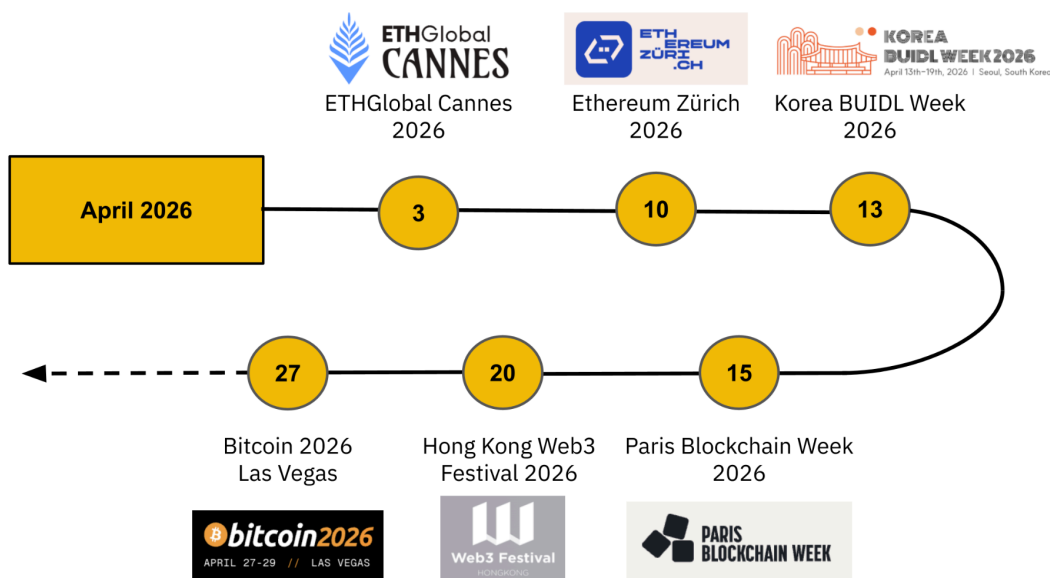 ETHGlobal
CANNES
ETH
EREUM
ZÜRI
.CH
KOREA
BUIDL WEEK2026
April 13th-19th, 2026 | Seoul, South Korea
ETHGlobal Cannes
2026
Ethereum Zürich
2026
Korea BUIDL Week
2026
April 2026
3
10
13
27
20
15
Bitcoin 2026
Las Vegas
Hong Kong Web3
Festival 2026
Paris Blockchain Week
2026
bitcoin2026
APRIL 27-29 // LAS VEGAS
Web3 Festival
HONGKONG
PARIS
BLOCKCHAIN WEEK